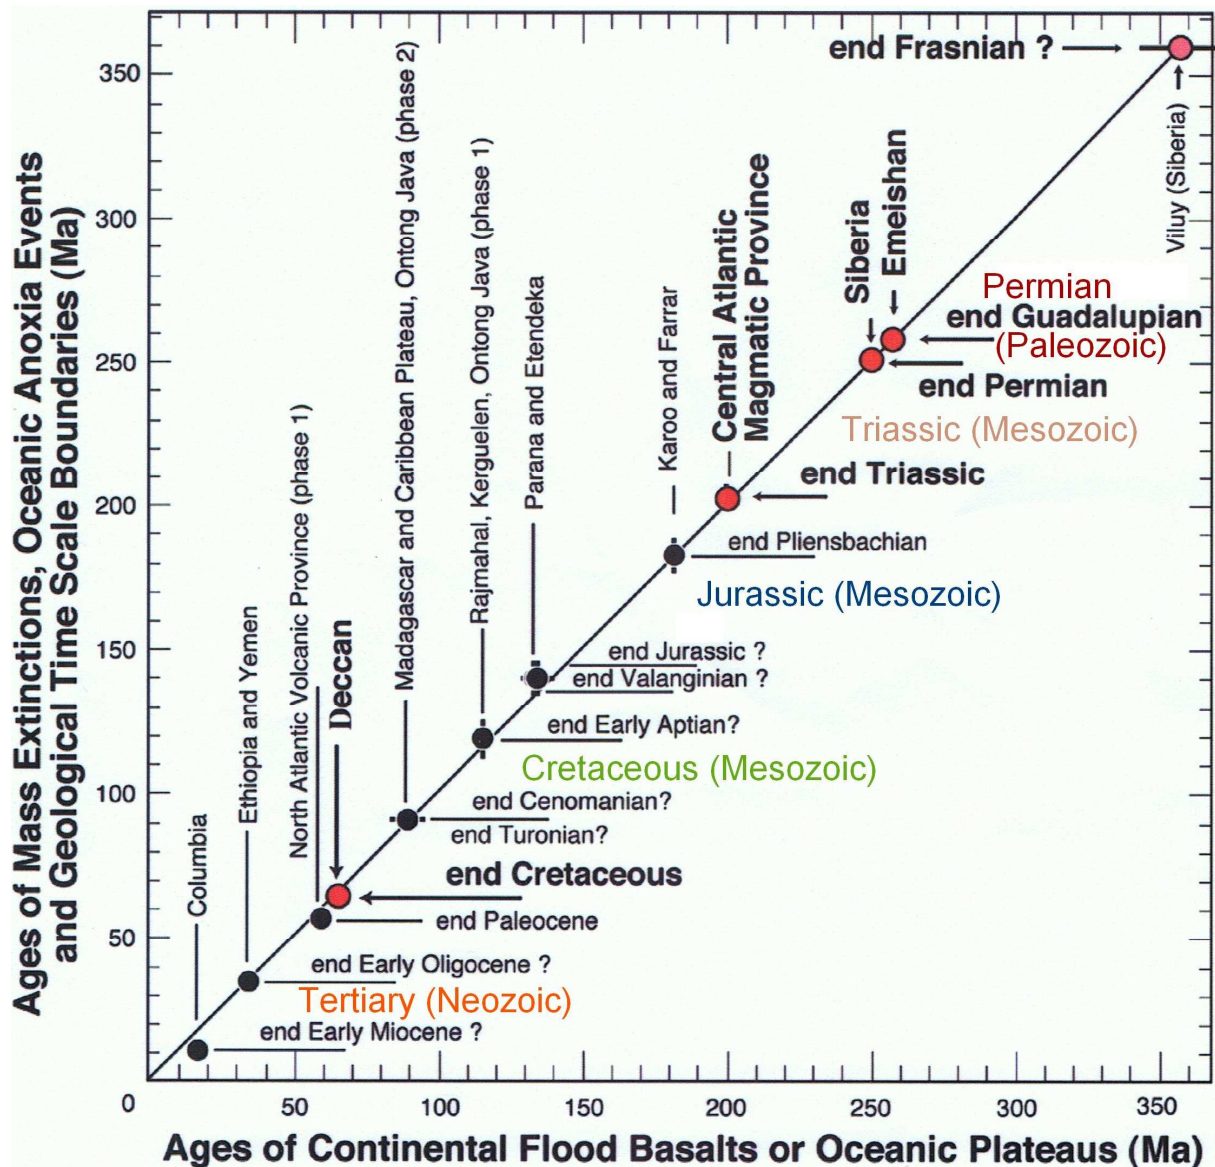 Ages of Mass Extinctions, Oceanic Anoxia Events
and Geological Time Scale Boundaries (Ma)
350
300
250
200
150
100
50
0
50
100
150
200
250
300
350
Ages of Continental Flood Basalts or Oceanic Plateaus (Ma)
Columbia
Ethiopia and Yemen
North Atlantic Volcanic Province (phase 1)
Deccan
Madagascar and Caribbean Plateau, Ontong Java (phase 2)
Rajmahal, Kerguelen, Ontong Java (phase 1)
Parana and Etendeka
Karoo and Farrar
Central Atlantic
Magmatic Province
Siberia
Emeishan
Viluy (Siberia)
end Frasnian ?
Permian
end Guadalupian
(Paleozoic)
end Permian
Triassic (Mesozoic)
end Triassic
end Pliensbachian
Jurassic (Mesozoic)
end Jurassic ?
end Valanginian ?
end Early Aptian?
Cretaceous (Mesozoic)
end Cenomanian?
end Turonian?
end Cretaceous
end Paleocene
end Early Oligocene ?
Tertiary (Neozoic)
end Early Miocene ?